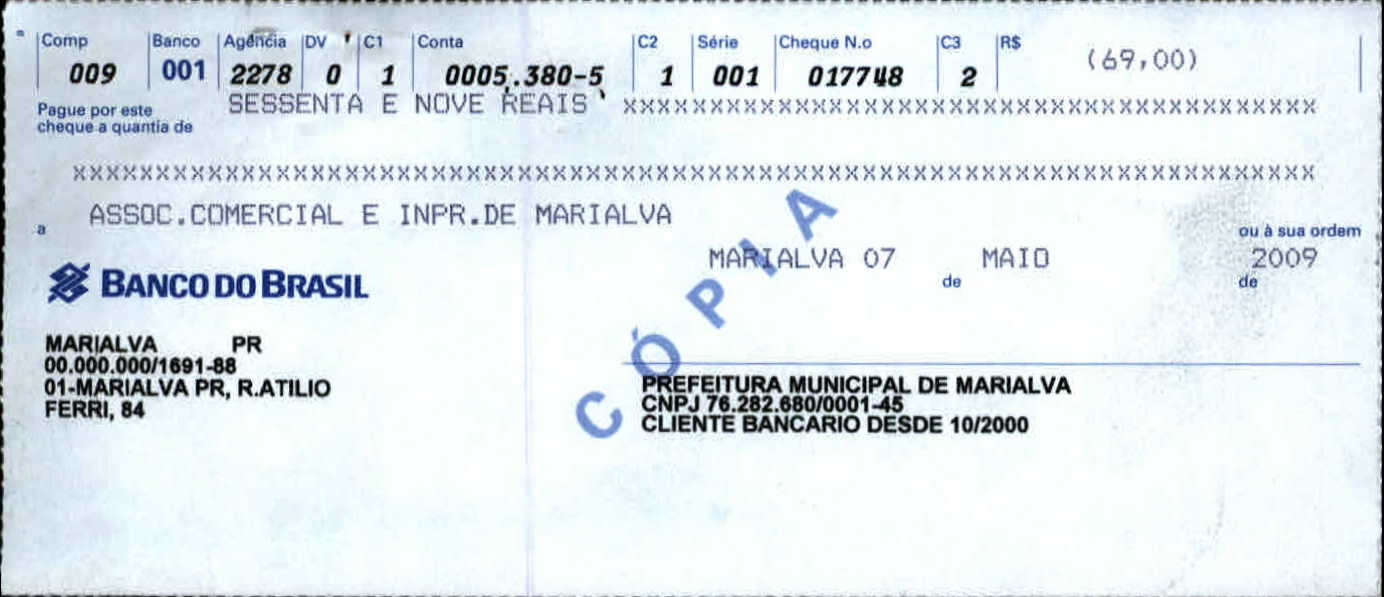 Comp Banco Agência DV C1 Conta C2 Série Cheque N.o C3 R$
009 001 2278 0 1 0005.380-5 1 001 017748 2 (69,00)
Pague por este
cheque a quantia de
SESSENTA E NOVE REAIS XXXXXXXXXXXXXXXXXXXXXXXXXXXXXXXXXXXXXXXX
XXXXXXXXXXXXXXXXXXXXXXXXXXXXXXXXXXXXXXXXXXXXXXXXXXXXXXXXXXXXXXXXXXXXXXXX
a ASSOC.COMERCIAL E INPR.DE MARIALVA
ou à sua ordem
MARIALVA 07 de MAIO de 2009
BANCO DO BRASIL
CÓPIA
MARIALVA PR
00.000.000/1691-88
01-MARIALVA PR, R.ATILIO
FERRI, 84
PREFEITURA MUNICIPAL DE MARIALVA
CNPJ 76.282.680/0001-45
CLIENTE BANCARIO DESDE 10/2000